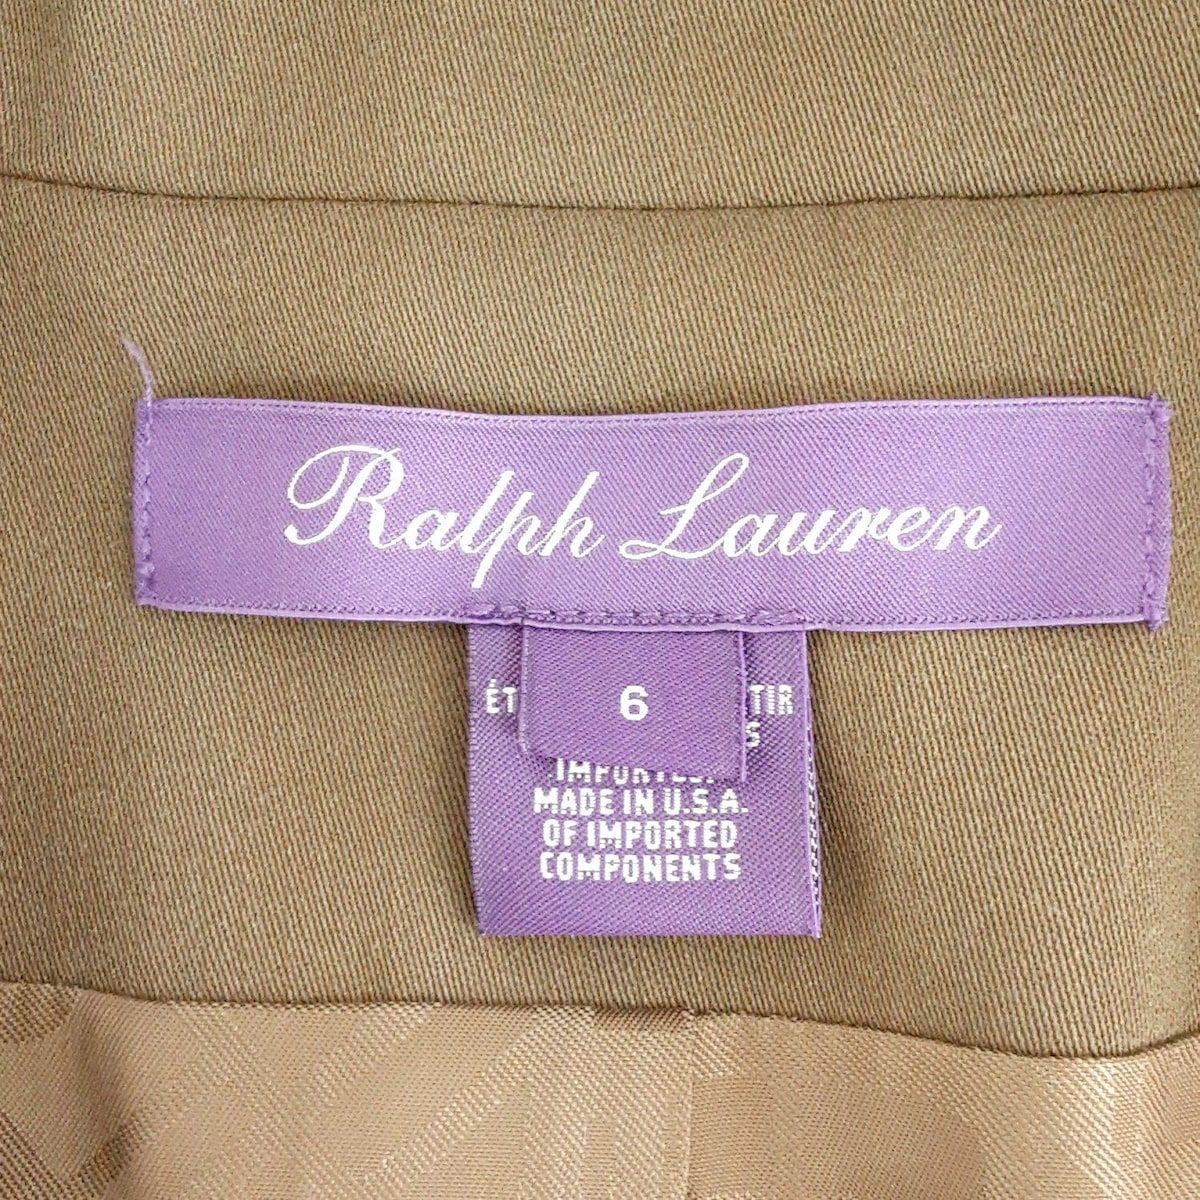 Ralph Lauren
6
MADE IN U.S.A.
OF IMPORTED
COMPONENTS